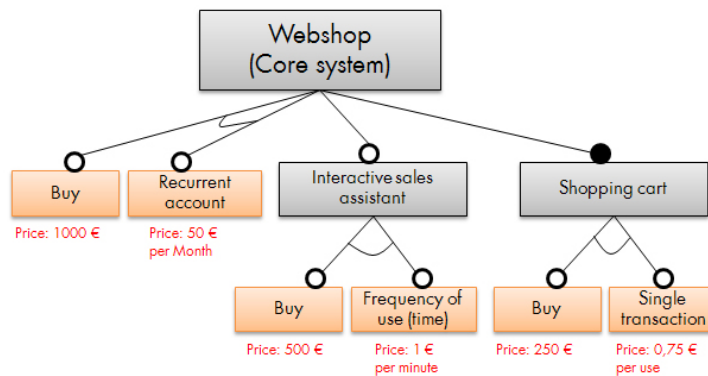 Webshop
(Core system)
Buy
Recurrent
account
Interactive sales
assistant
Shopping cart
Price: 1000 €
Price: 50 €
per Month
Buy
Frequency of
use (time)
Buy
Single
transaction
Price: 500 €
Price: 1 €
per minute
Price: 250 €
Price: 0,75 €
per use